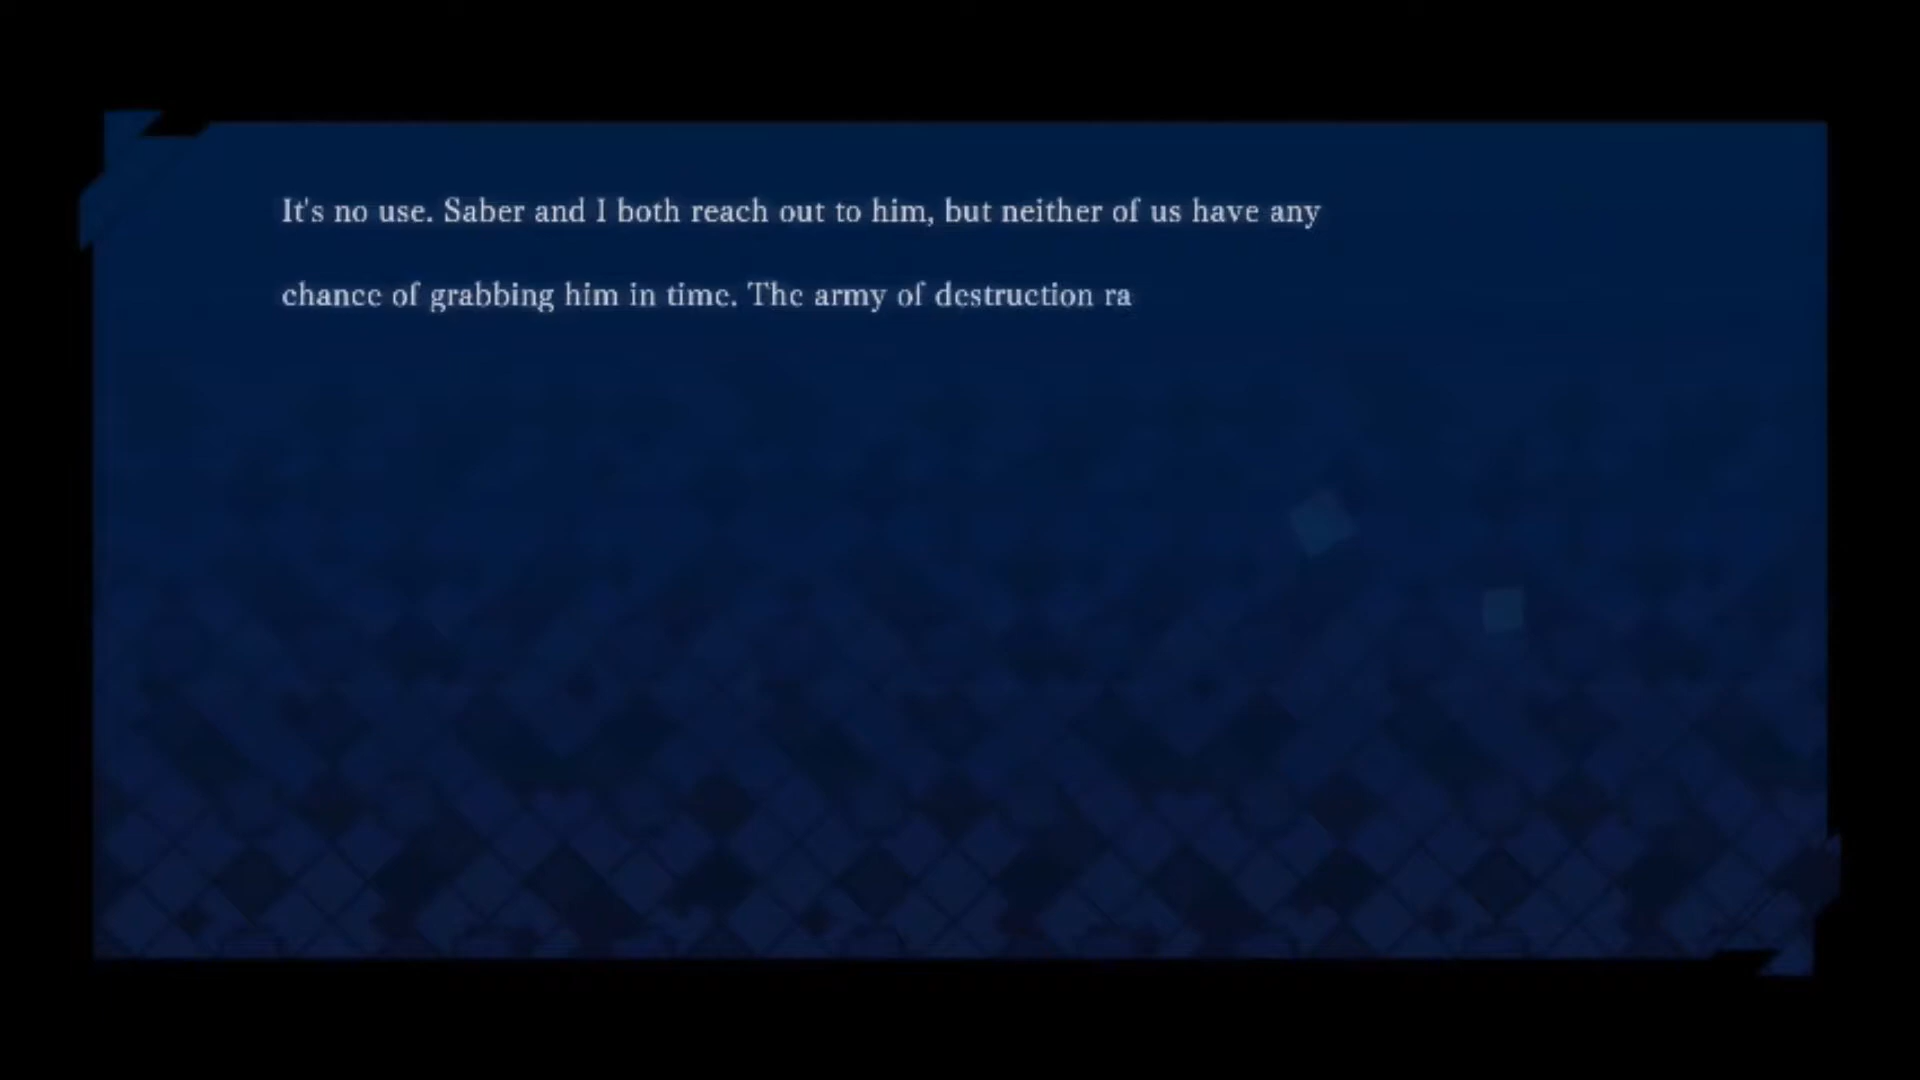 It's no use. Saber and I both reach out to him, but neither of us have any
chance of grabbing him in time. The army of destruction ra